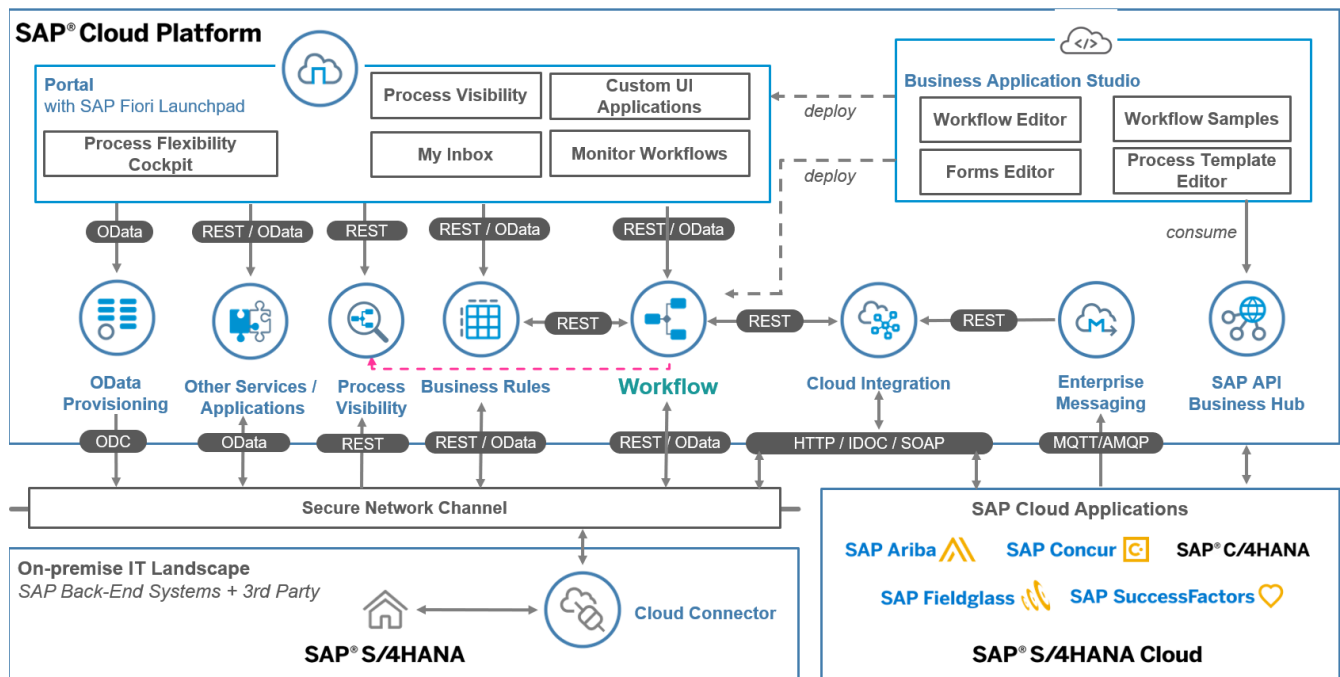 SAP® Cloud Platform
Portal
with SAP Fiori Launchpad
Process Flexibility
Cockpit
Process Visibility
My Inbox
Custom UI
Applications
Monitor Workflows
deploy
deploy
</>
Business Application Studio
Workflow Editor
Workflow Samples
Forms Editor
Process Template
Editor
consume
OData
REST / OData
REST
REST / OData
REST / OData
REST
REST
REST
M
OData
Provisioning
Other Services /
Applications
Process
Visibility
Business Rules
Workflow
Cloud Integration
Enterprise
Messaging
SAP API
Business Hub
ODC
OData
REST
REST / OData
REST / OData
HTTP / IDOC / SOAP
MQTT/AMQP
Secure Network Channel
On-premise IT Landscape
SAP Back-End Systems + 3rd Party
SAP® S/4HANA
Cloud Connector
SAP Cloud Applications
SAP Ariba
SAP Concur
SAP® C/4HANA
SAP Fieldglass
SAP SuccessFactors
SAP® S/4HANA Cloud